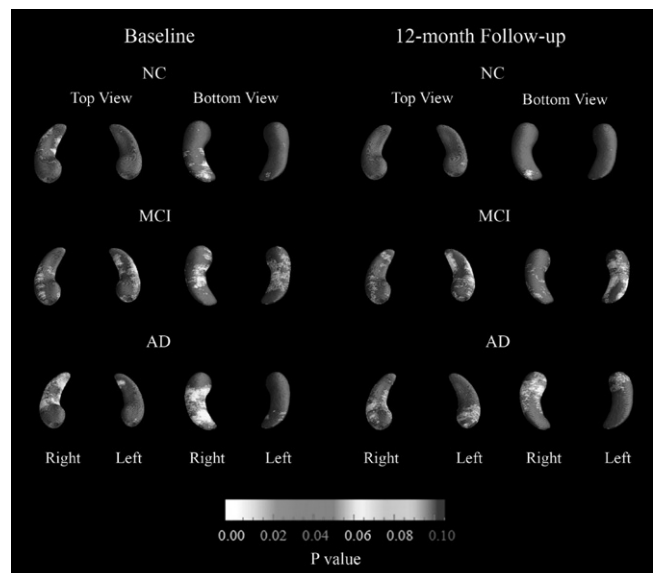 Baseline 12-month Follow-up
NC NC
Top View Bottom View Top View Bottom View
MCI MCI
AD AD
Right Left Right Left Right Left Right Left
0.00 0.02 0.04 0.06 0.08 0.10
P value